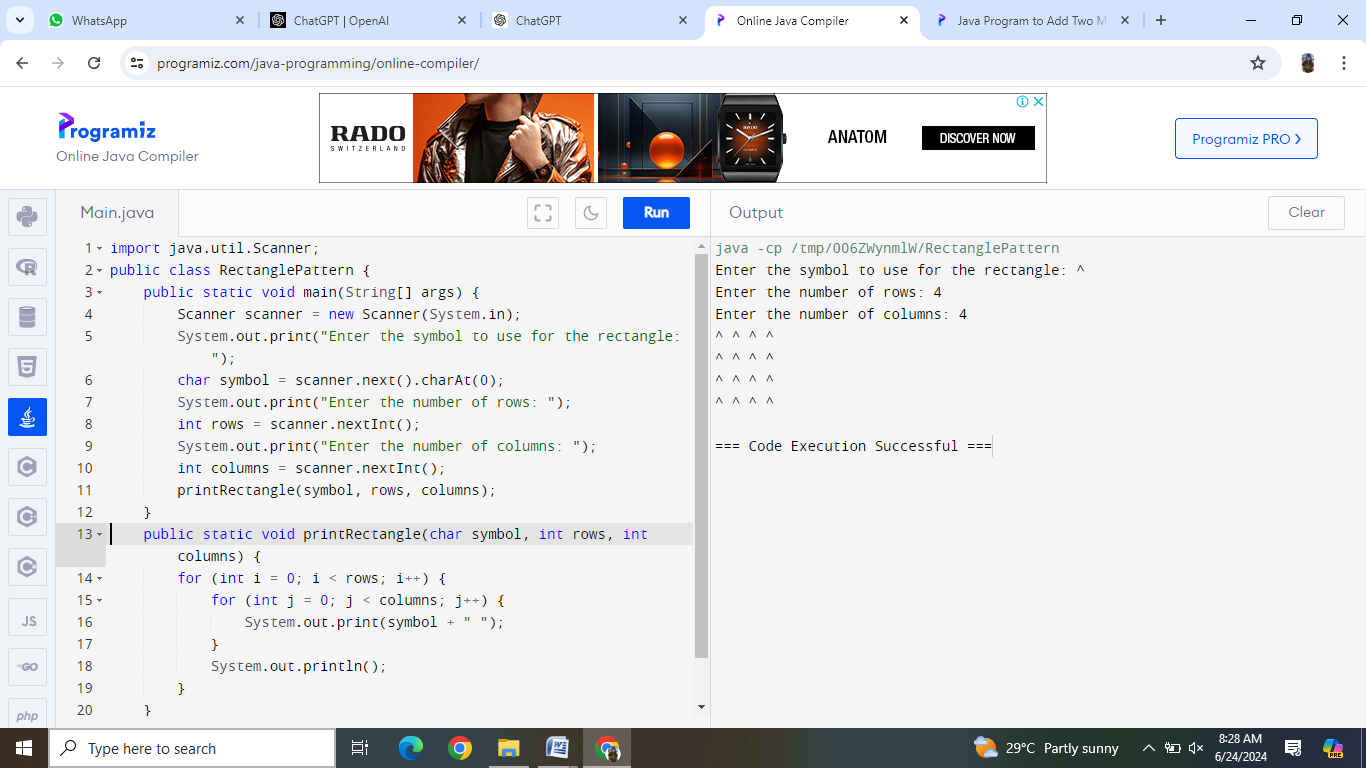 WhatsApp
ChatGPT | OpenAI
ChatGPT
Online Java Compiler
Java Program to Add Two M
programiz.com/java-programming/online-compiler/
Programiz
Online Java Compiler
RADO
SWITZERLAND
RADO
ANATOM
DISCOVER NOW
Programiz PRO >
Main.java
Run
Output
Clear
1 import java.util.Scanner;
2 public class RectanglePattern {
3 public static void main(String[] args) {
4 Scanner scanner = new Scanner(System.in);
5 System.out.print("Enter the symbol to use for the rectangle:
");
6 char symbol = scanner.next().charAt(0);
7 System.out.print("Enter the number of rows: ");
8 int rows = scanner.nextInt();
9 System.out.print("Enter the number of columns: ");
10 int columns = scanner.nextInt();
11 printRectangle(symbol, rows, columns);
12 }
13 public static void printRectangle(char symbol, int rows, int
columns) {
14 for (int i = 0; i < rows; i++) {
15 for (int j = 0; j < columns; j++) {
16 System.out.print(symbol + " ");
17 }
18 System.out.println();
19 }
20 }
java -cp /tmp/OO6ZWynmlW/RectanglePattern
Enter the symbol to use for the rectangle: ^
Enter the number of rows: 4
Enter the number of columns: 4
^ ^ ^ ^
^ ^ ^ ^
^ ^ ^ ^
^ ^ ^ ^
=== Code Execution Successful ===
JS
GO
php
Type here to search
29°C Partly sunny
8:28 AM
6/24/2024
PRE